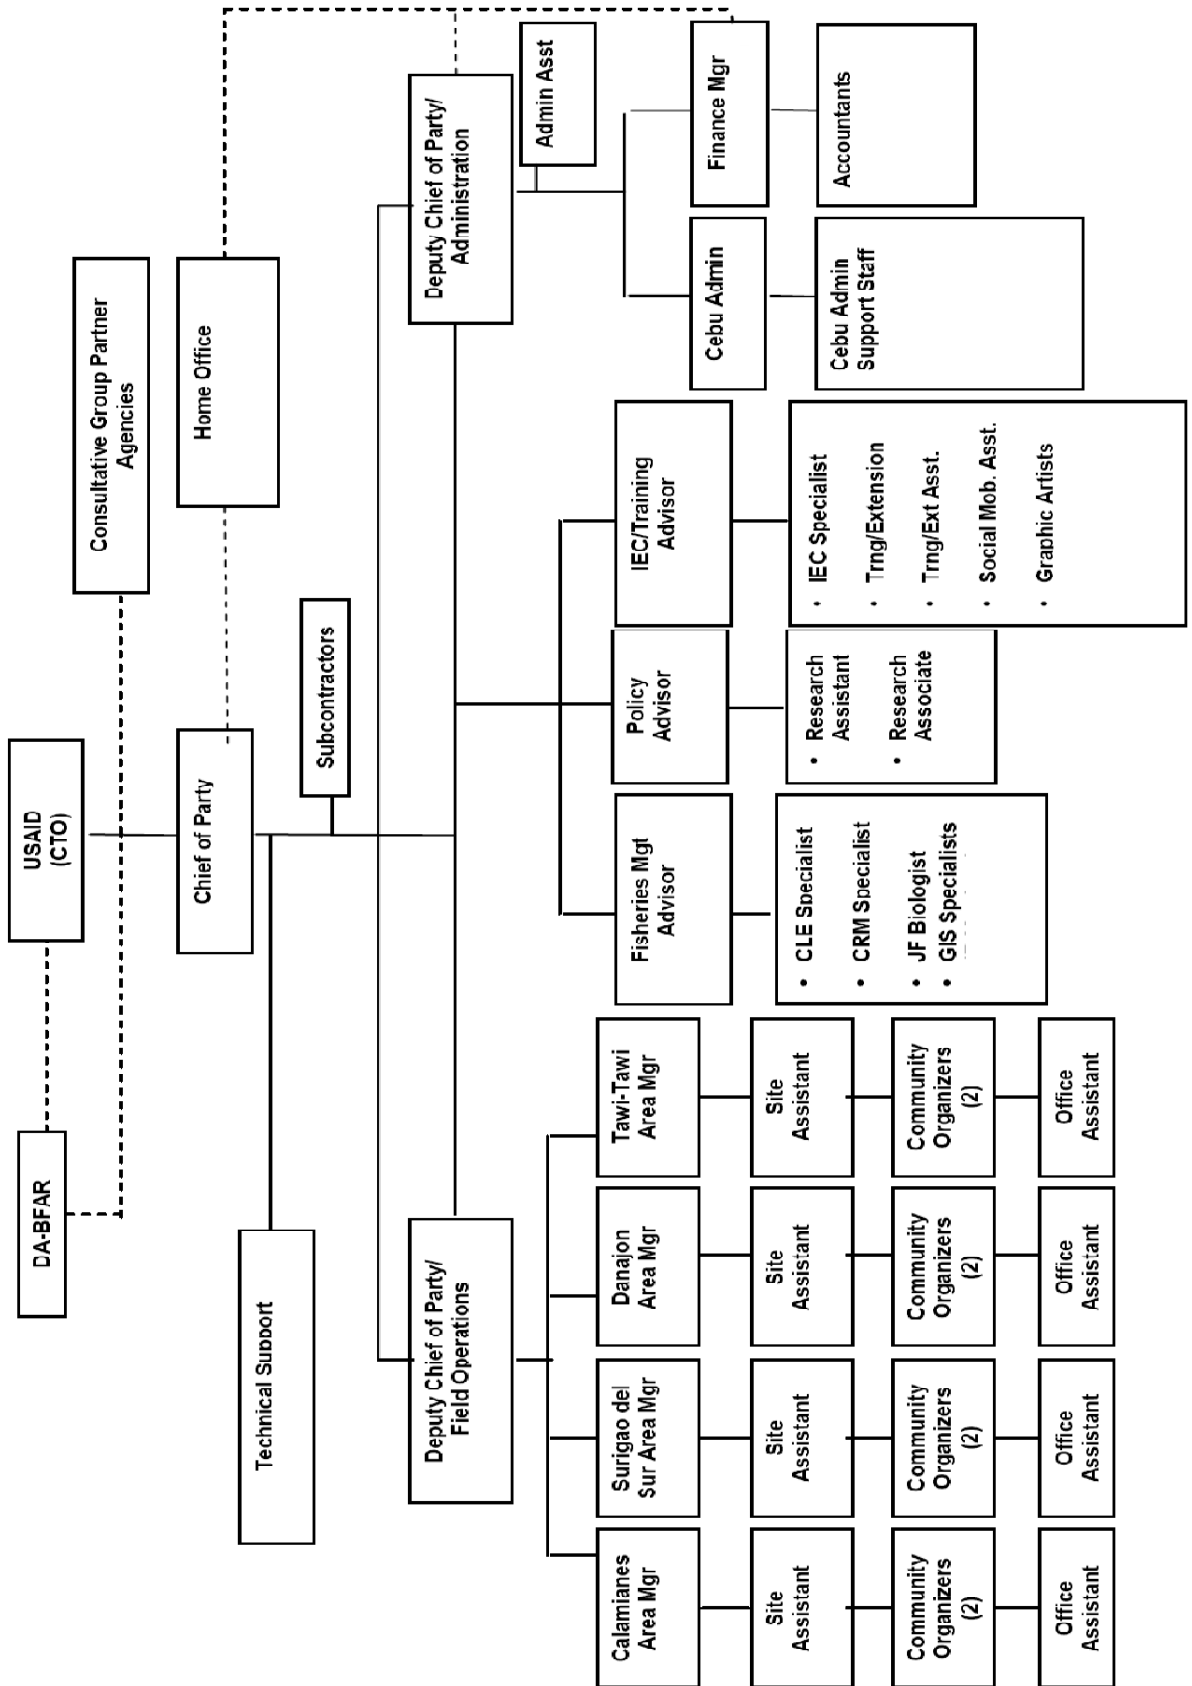 USAID
(CTO)
DA-BFAR
Consultative Group Partner
Agencies
Chief of Party
Home Office
Technical Support
Subcontractors
Deputy Chief of Party/
Field Operations
Deputy Chief of Party/
Administration
Admin Asst
Calamianes
Area Mgr
Surigao del
Sur Area Mgr
Danajon
Area Mgr
Tawi-Tawi
Area Mgr
Fisheries Mgt
Advisor
Policy
Advisor
IEC/Training
Advisor
Cebu Admin
Finance Mgr
Site
Assistant
Site
Assistant
Site
Assistant
Site
Assistant
• CLE Specialist
• CRM Specialist
• JF Biologist
• GIS Specialists
• Research
Assistant
• Research
Associate
• IEC Specialist
• Trng/Extension
• Trng/Ext Asst.
• Social Mob. Asst.
• Graphic Artists
Cebu Admin
Support Staff
Accountants
Community
Organizers
(2)
Community
Organizers
(2)
Community
Organizers
(2)
Community
Organizers
(2)
Office
Assistant
Office
Assistant
Office
Assistant
Office
Assistant